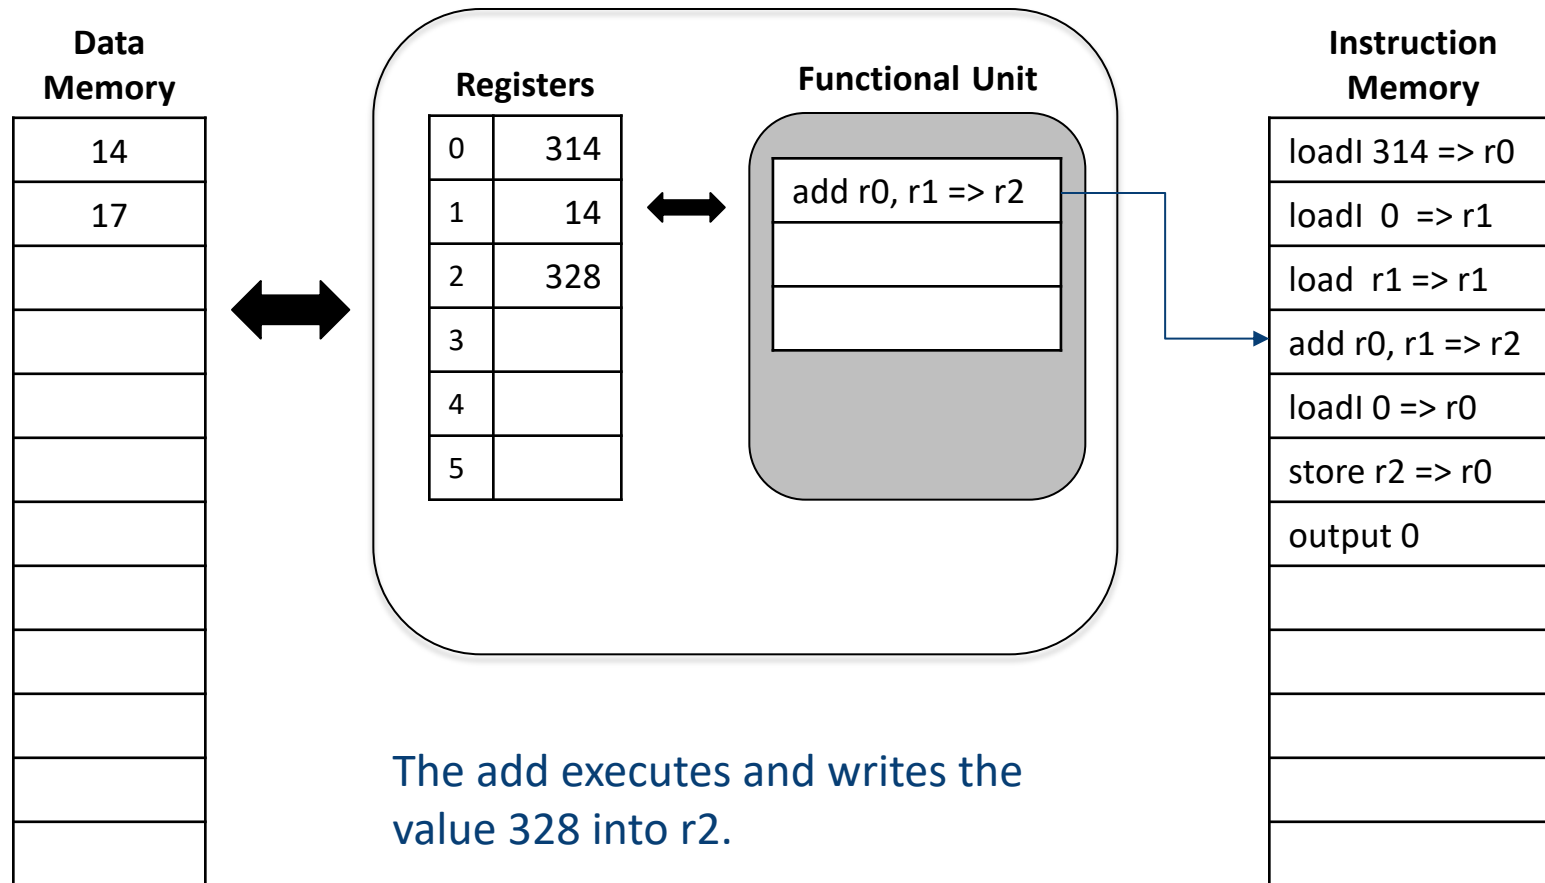 Data
Memory
14
17
Registers
0 314
1 14
2 328
3
4
5
Functional Unit
add r0, r1 => r2
Instruction
Memory
loadI 314 => r0
loadI 0 => r1
load r1 => r1
add r0, r1 => r2
loadI 0 => r0
store r2 => r0
output 0
The add executes and writes the
value 328 into r2.